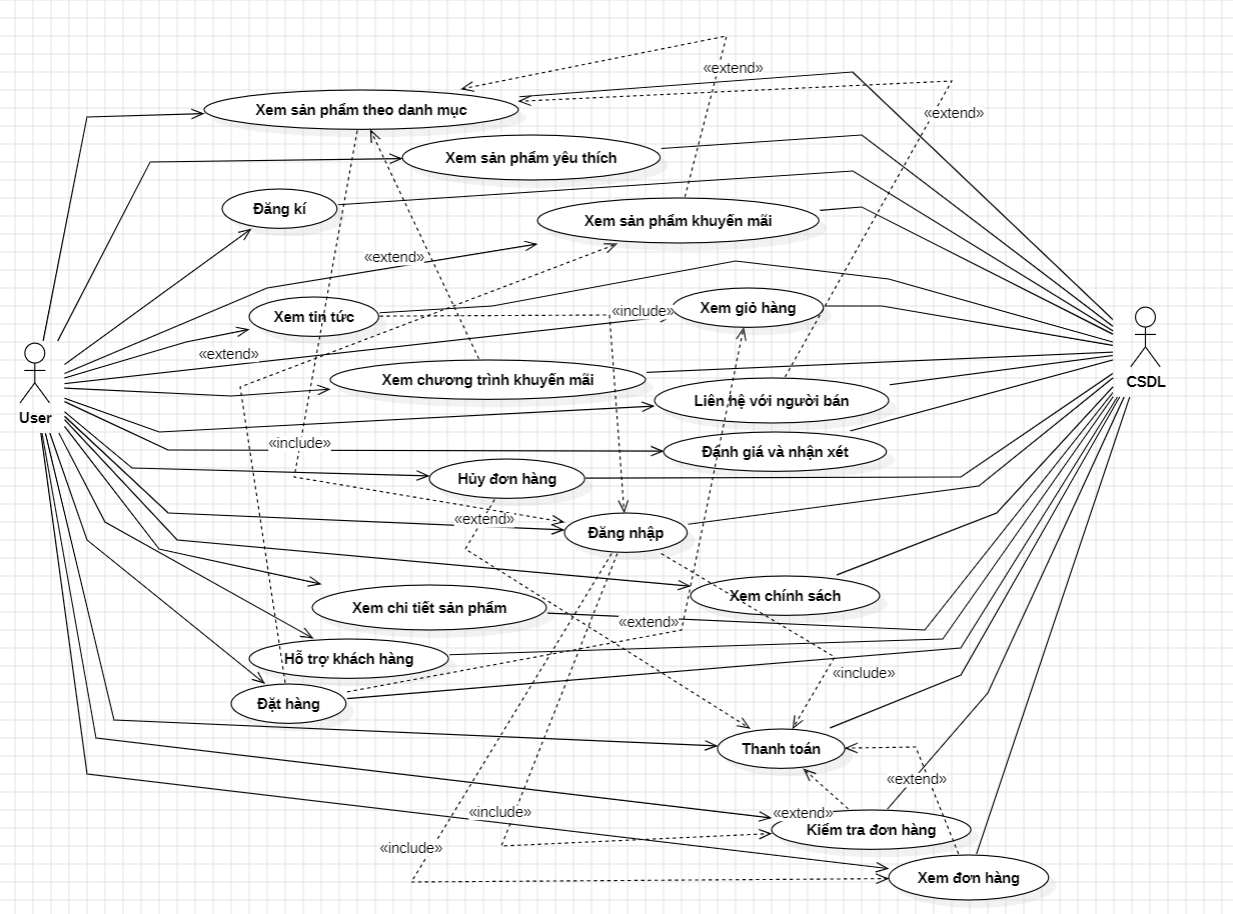 «extend»
Xem sản phẩm theo danh mục
«extend»
Xem sản phẩm yêu thích
Đăng kí
Xem sản phẩm khuyến mãi
«extend»
Xem giỏ hàng
Xem tin tức
«include»
«extend»
Xem chương trình khuyến mãi
CSDL
Liên hệ với người bán
User
«include»
Đánh giá và nhận xét
Hủy đơn hàng
«extend»
Đăng nhập
Xem chính sách
Xem chi tiết sản phẩm
«extend»
Hỗ trợ khách hàng
«include»
Đặt hàng
Thanh toán
«extend»
«include»
«extend»
Kiểm tra đơn hàng
«include»
Xem đơn hàng